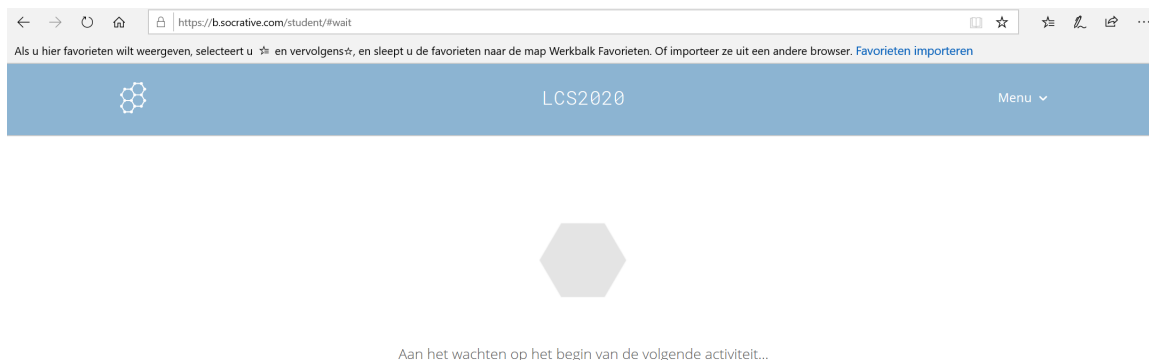 https://b.socrative.com/student/#wait
Als u hier favorieten wilt weergeven, selecteert u ☆ en vervolgens☆, en sleept u de favorieten naar de map Werkbalk Favorieten. Of importeer ze uit een andere browser. Favorieten importeren
LCS2020
Menu
Aan het wachten op het begin van de volgende activiteit...